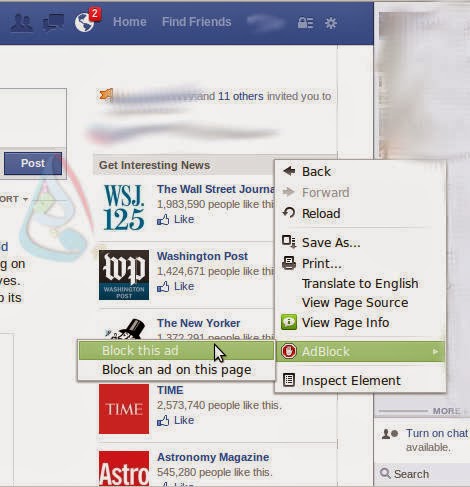 2
Home Find Friends
and 11 others invited you to
Post
ORT
d
g on
ves.
o its
Get Interesting News
WSJ.
125
The Wall Street Journa
1,983,590 people like this
Like
wp
WASHINGTON
POST
Washington Post
1,424,671 people like thi
Like
The New Yorker
1,372,291 people like this.
TIME
TIME
2,573,740 people like this.
Like
Astro
Astronomy Magazine
545,280 people like this.
Like
Back
Forward
Reload
Save As...
Print...
Translate to English
View Page Source
View Page Info
AdBlock
Inspect Element
Block this ad
Block an ad on this page
MORE
Turn on chat
available.
Search